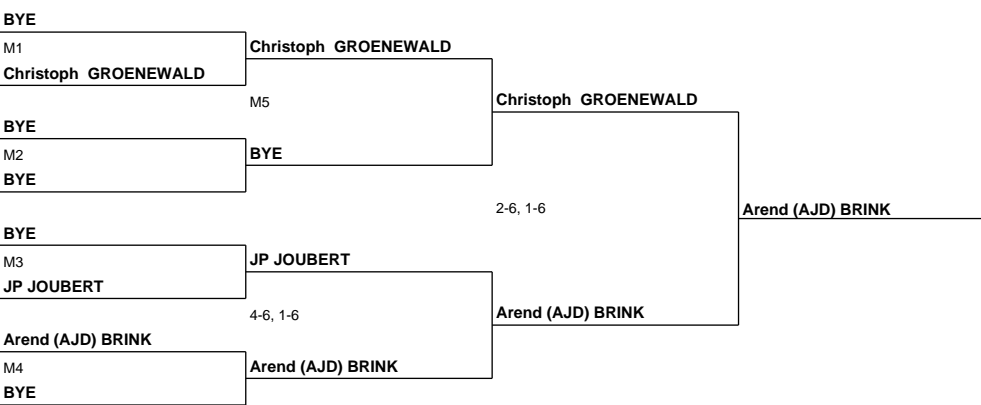 BYE
M1
Christoph GROENEWALD
BYE
M2
BYE
BYE
M3
JP JOUBERT
Arend (AJD) BRINK
M4
BYE
Christoph GROENEWALD
M5
BYE
JP JOUBERT
4-6, 1-6
Arend (AJD) BRINK
Christoph GROENEWALD
2-6, 1-6
Arend (AJD) BRINK
Arend (AJD) BRINK